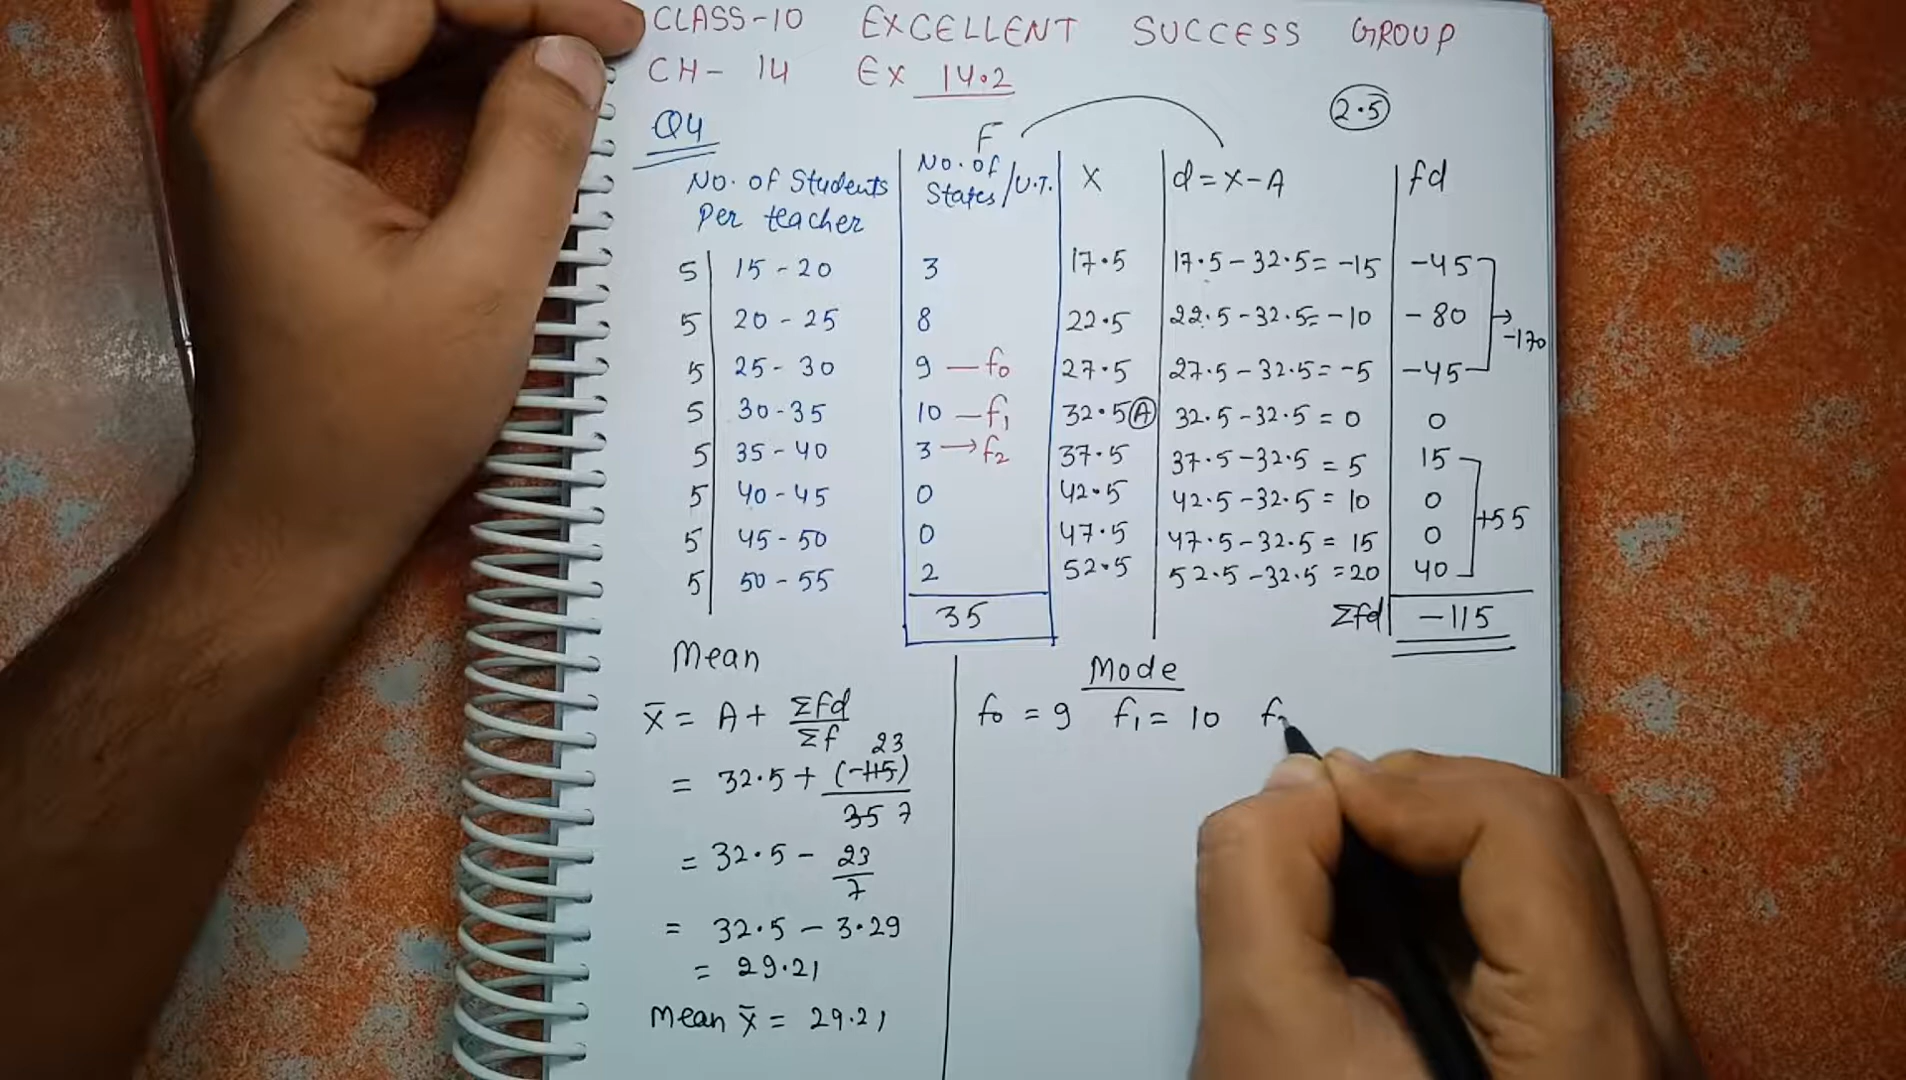 CLASS-10 EXCELLENT SUCCESS GROUP
CH- 14 Ex 14.2
2.5
Q4
F
No. of Students Per teacher
No. of States/U.T.
X
d = x - A
fd
5 15 - 20 3 17.5 17.5 - 32.5 = -15 -45
5 20 - 25 8 22.5 22.5 - 32.5 = -10 - 80
→ -170
5 25 - 30 9 — f0 27.5 27.5 - 32.5 = -5 -45
5 30 - 35 10 — f1 32.5 A 32.5 - 32.5 = 0 0
5 35 - 40 3 → f2 37.5 37.5 - 32.5 = 5 15
5 40 - 45 0 42.5 42.5 - 32.5 = 10 0
+55
5 45 - 50 0 47.5 47.5 - 32.5 = 15 0
5 50 - 55 2 52.5 52.5 - 32.5 = 20 40
35 Σfd -115
Mean
x̄ = A + Σfd/Σf
23
= 32.5 + (-115)/35 7
= 32.5 - 23/7
= 32.5 - 3.29
= 29.21
Mean x̄ = 29.21
Mode
f0 = 9 f1 = 10 f